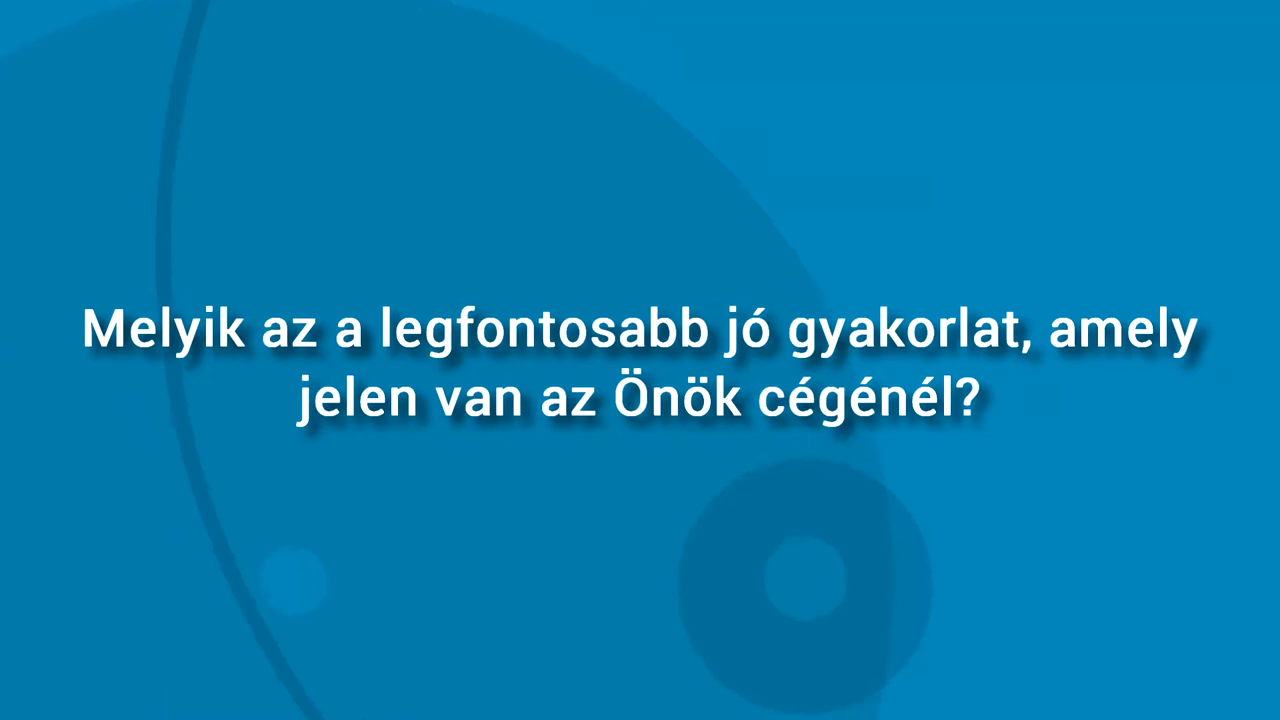 Melyik az a legfontosabb jó gyakorlat, amely
jelen van az Önök cégénél?